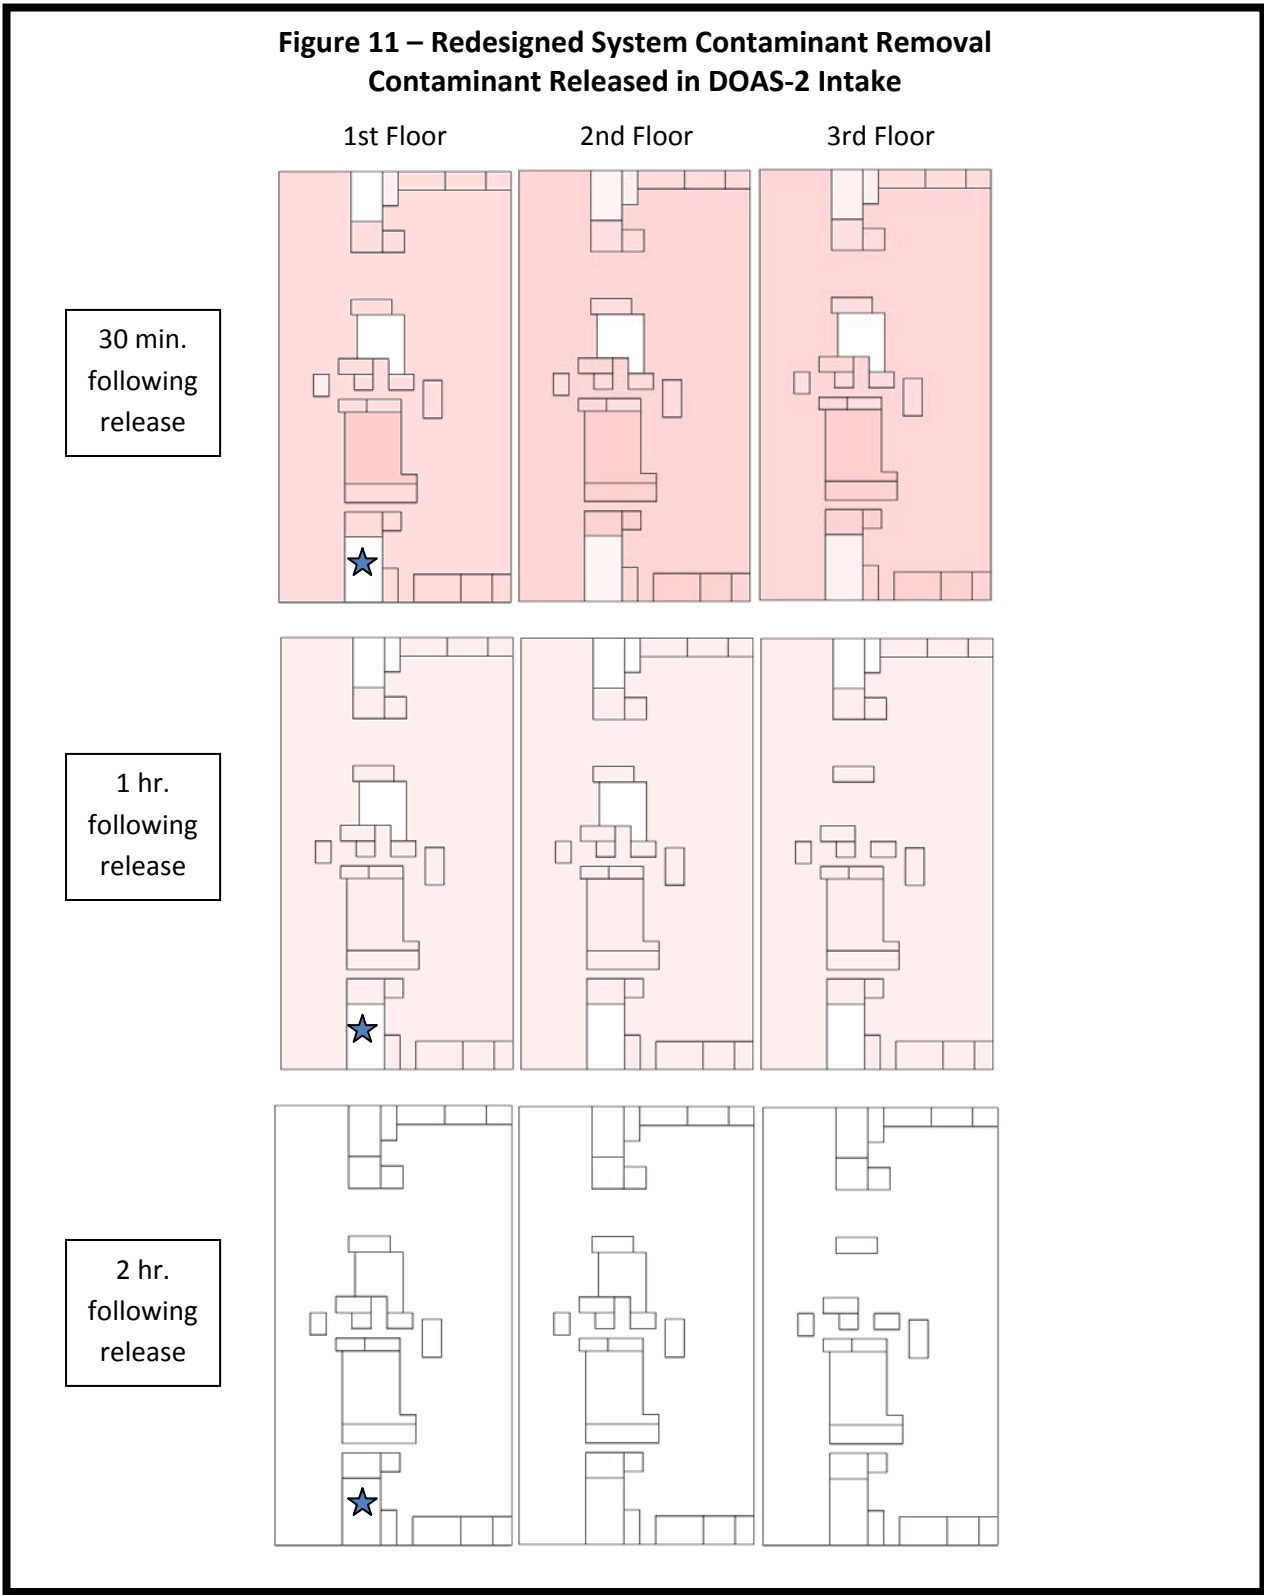 Figure 11 – Redesigned System Contaminant Removal
Contaminant Released in DOAS-2 Intake
1st Floor
2nd Floor
3rd Floor
30 min.
following
release
1 hr.
following
release
2 hr.
following
release